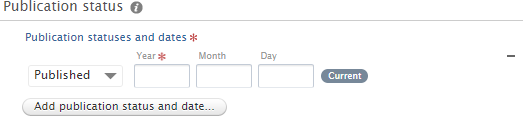 Publication status i
Publication statuses and dates *
Year * Month Day
Published Current
Add publication status and date...